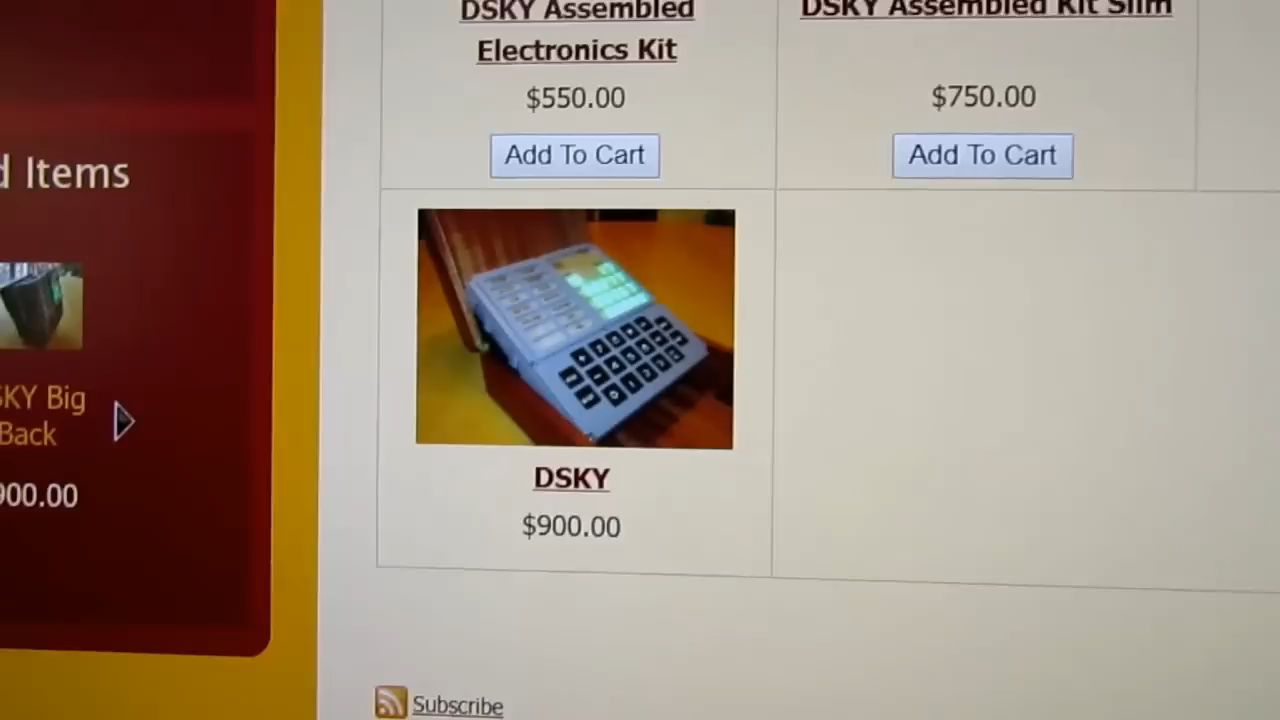 DSKY Assembled
Electronics Kit
$550.00
Add To Cart
DSKY Assembled Kit Slim
$750.00
Add To Cart
d Items
SKY Big
Back
900.00
DSKY
$900.00
Subscribe